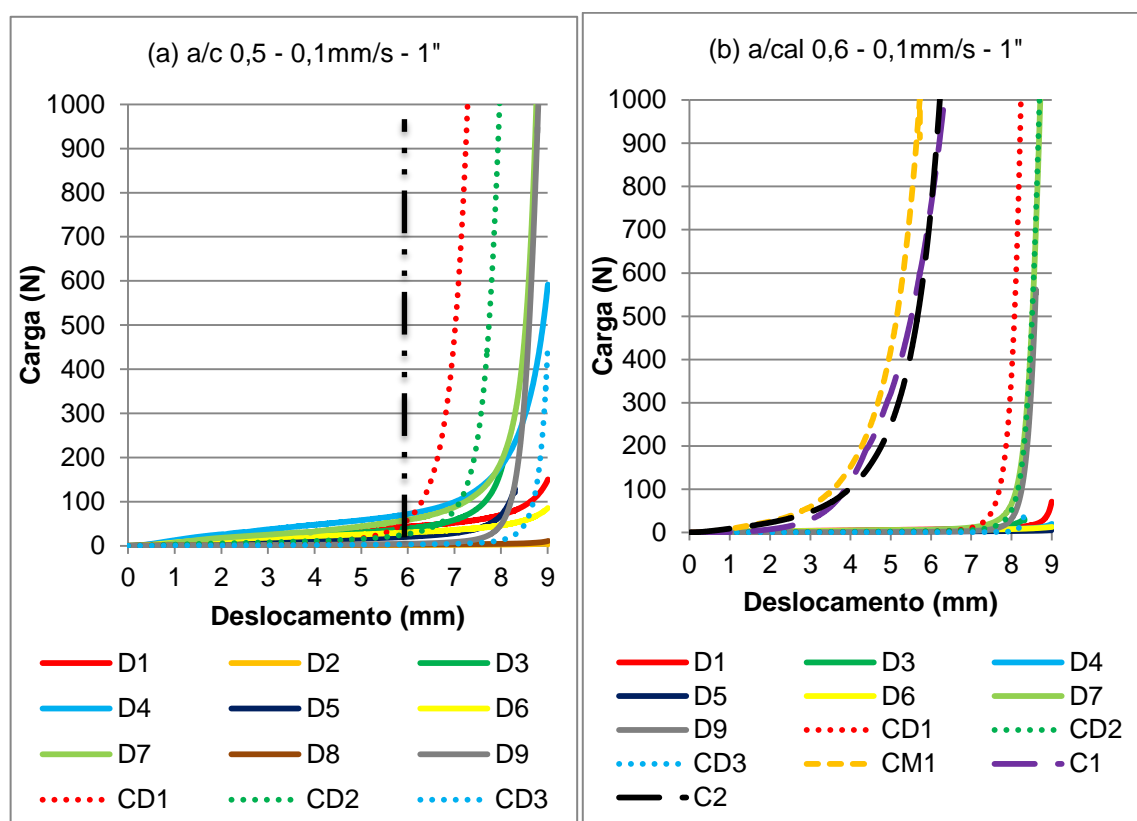 (a) a/c 0,5 - 0,1mm/s - 1"
1000
900
800
700
600
500
400
300
200
100
0
Carga (N)
0 1 2 3 4 5 6 7 8 9
Deslocamento (mm)
D1 D2 D3
D4 D5 D6
D7 D8 D9
CD1 CD2 CD3
(b) a/cal 0,6 - 0,1mm/s - 1"
1000
900
800
700
600
500
400
300
200
100
0
Carga (N)
0 1 2 3 4 5 6 7 8 9
Deslocamento (mm)
D1 D3 D4
D5 D6 D7
D9 CD1 CD2
CD3 CM1 C1
C2